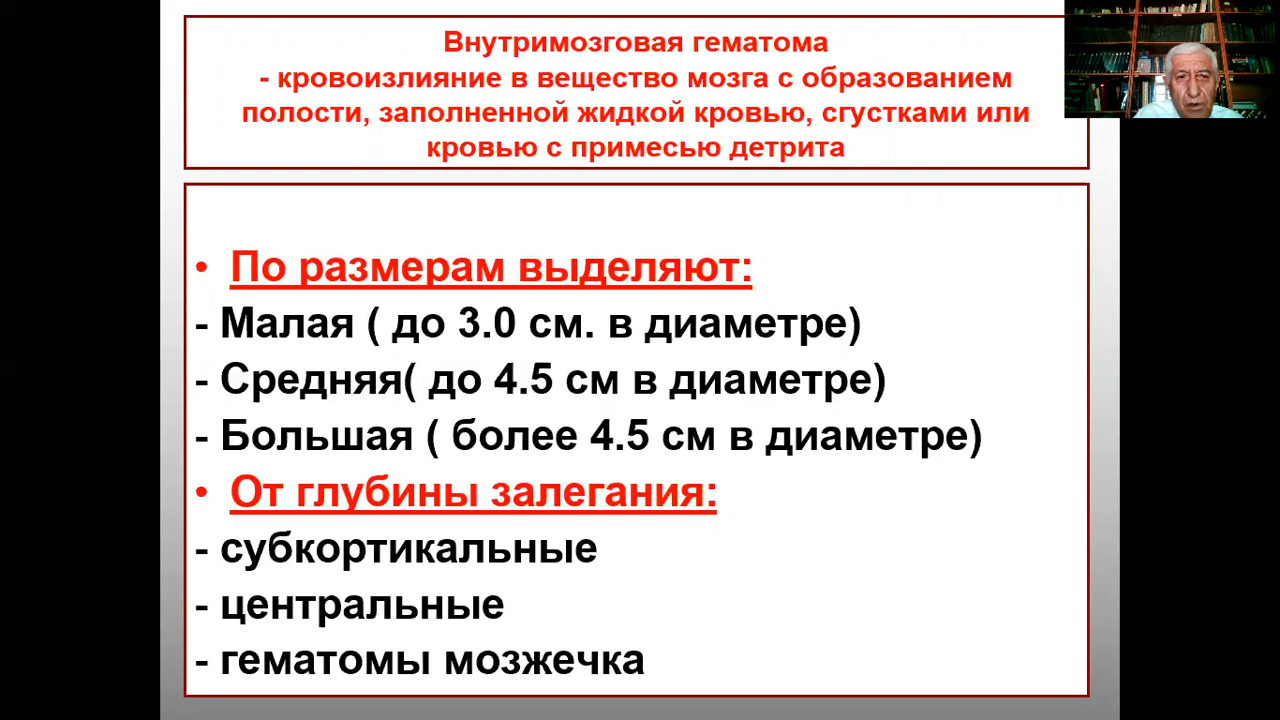 Внутримозговая гематома
- кровоизлияние в вещество мозга с образованием
полости, заполненной жидкой кровью, сгустками или
кровью с примесью детрита
• По размерам выделяют:
- Малая ( до 3.0 см. в диаметре)
- Средняя( до 4.5 см в диаметре)
- Большая ( более 4.5 см в диаметре)
• От глубины залегания:
- субкортикальные
- центральные
- гематомы мозжечка